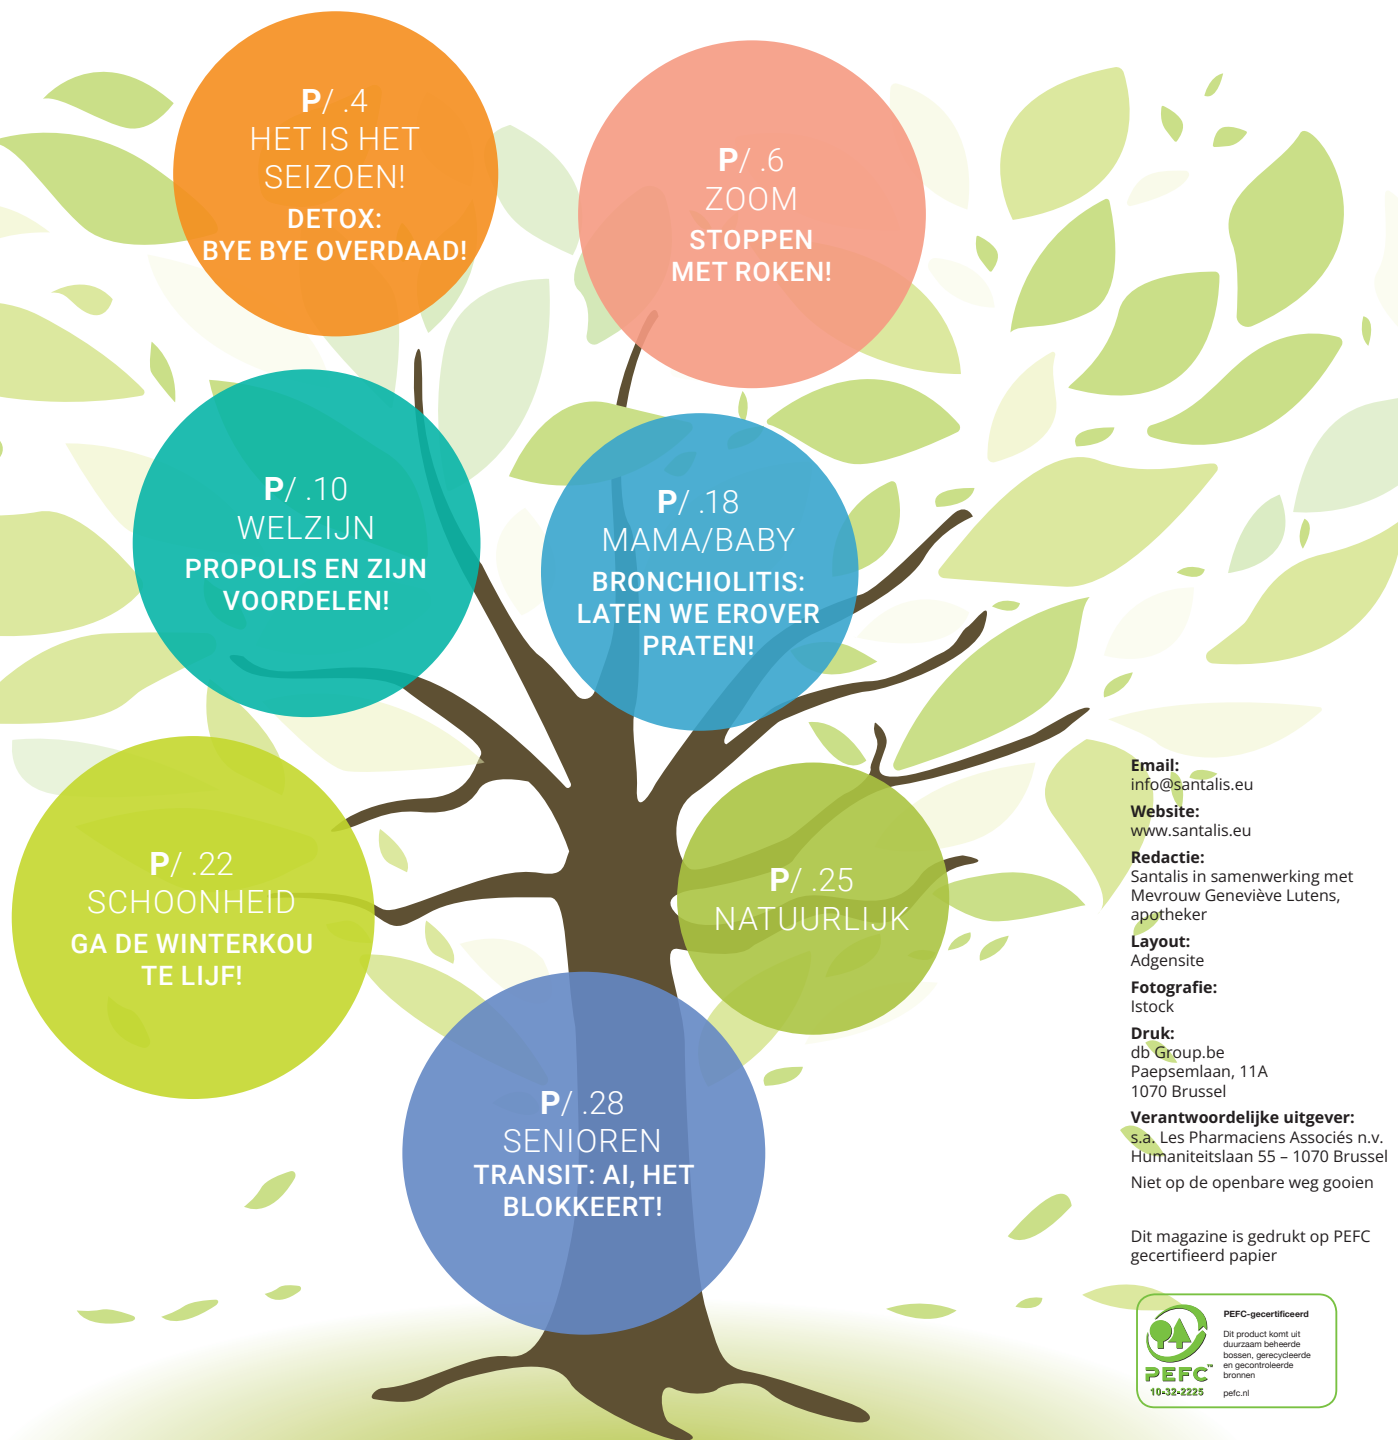 P/ .4
HET IS HET
SEIZOEN!
DETOX:
BYE BYE OVERDAAD!
P/ .6
ZOOM
STOPPEN
MET ROKEN!
P/ .10
WELZIJN
PROPOLIS EN ZIJN
VOORDELEN!
P/ .18
MAMA/BABY
BRONCHIOLITIS:
LATEN WE EROVER
PRATEN!
P/ .22
SCHOONHEID
GA DE WINTERKOU
TE LIJF!
P/ .25
NATUURLIJK
P/ .28
SENIOREN
TRANSIT: AI, HET
BLOKKEERT!
Email:
info@santalis.eu
Website:
www.santalis.eu
Redactie:
Santalis in samenwerking met
Mevrouw Geneviève Lutens,
apotheker
Layout:
Adgensite
Fotografie:
Istock
Druk:
db Group.be
Paepsemlaan, 11A
1070 Brussel
Verantwoordelijke uitgever:
s.a. Les Pharmaciens Associés n.v.
Humaniteitslaan 55 – 1070 Brussel
Niet op de openbare weg gooien
Dit magazine is gedrukt op PEFC
gecertifieerd papier
PEFC-gecertificeerd
Dit product komt uit
duurzaam beheerde
bossen, gerecycleerde
en gecontroleerde
bronnen
pefc.nl
PEFC™
10-32-2225